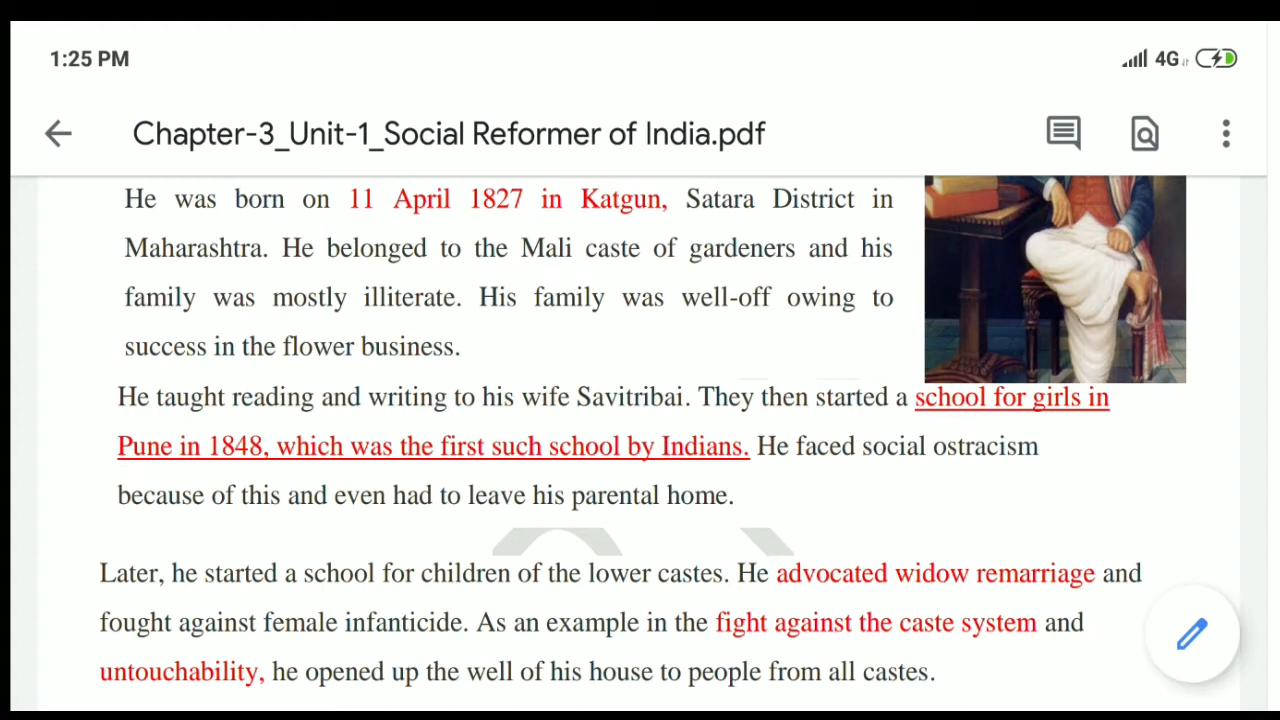 1:25 PM
4G
Chapter-3_Unit-1_Social Reformer of India.pdf
He was born on 11 April 1827 in Katgun, Satara District in
Maharashtra. He belonged to the Mali caste of gardeners and his
family was mostly illiterate. His family was well-off owing to
success in the flower business.
He taught reading and writing to his wife Savitribai. They then started a school for girls in
Pune in 1848, which was the first such school by Indians. He faced social ostracism
because of this and even had to leave his parental home.
Later, he started a school for children of the lower castes. He advocated widow remarriage and
fought against female infanticide. As an example in the fight against the caste system and
untouchability, he opened up the well of his house to people from all castes.